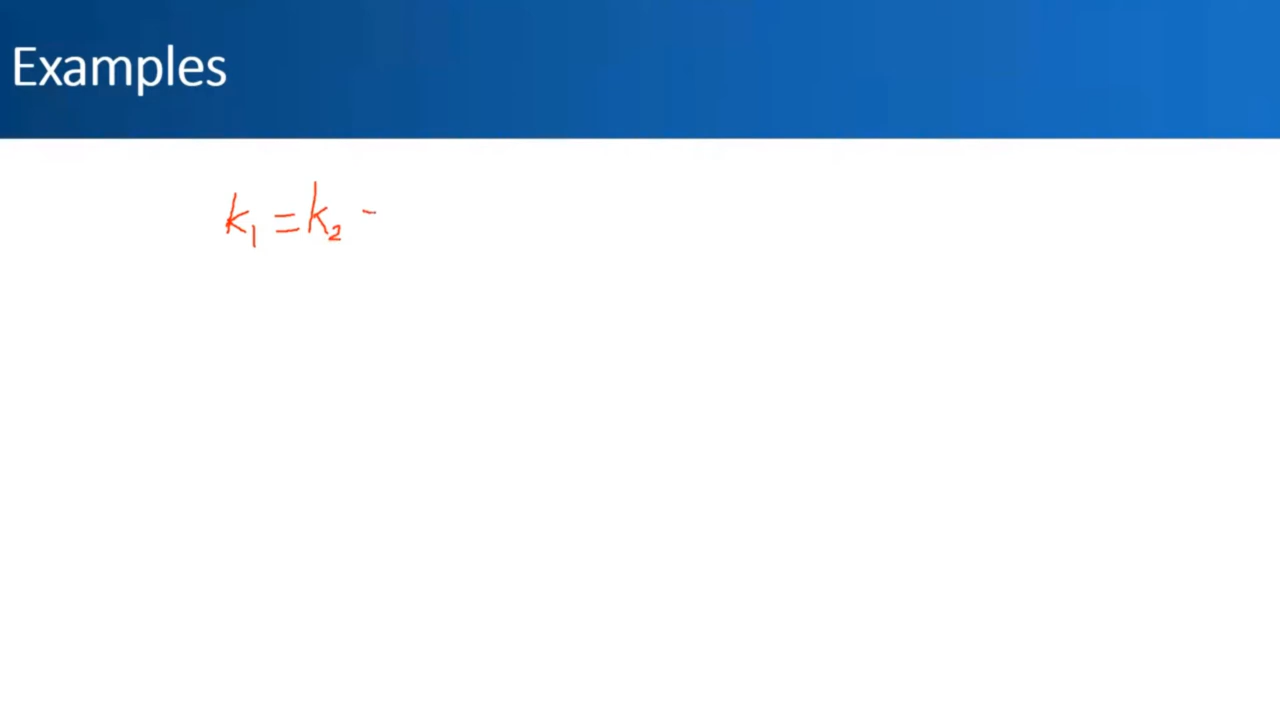 Examples
k₁ = k₂ -